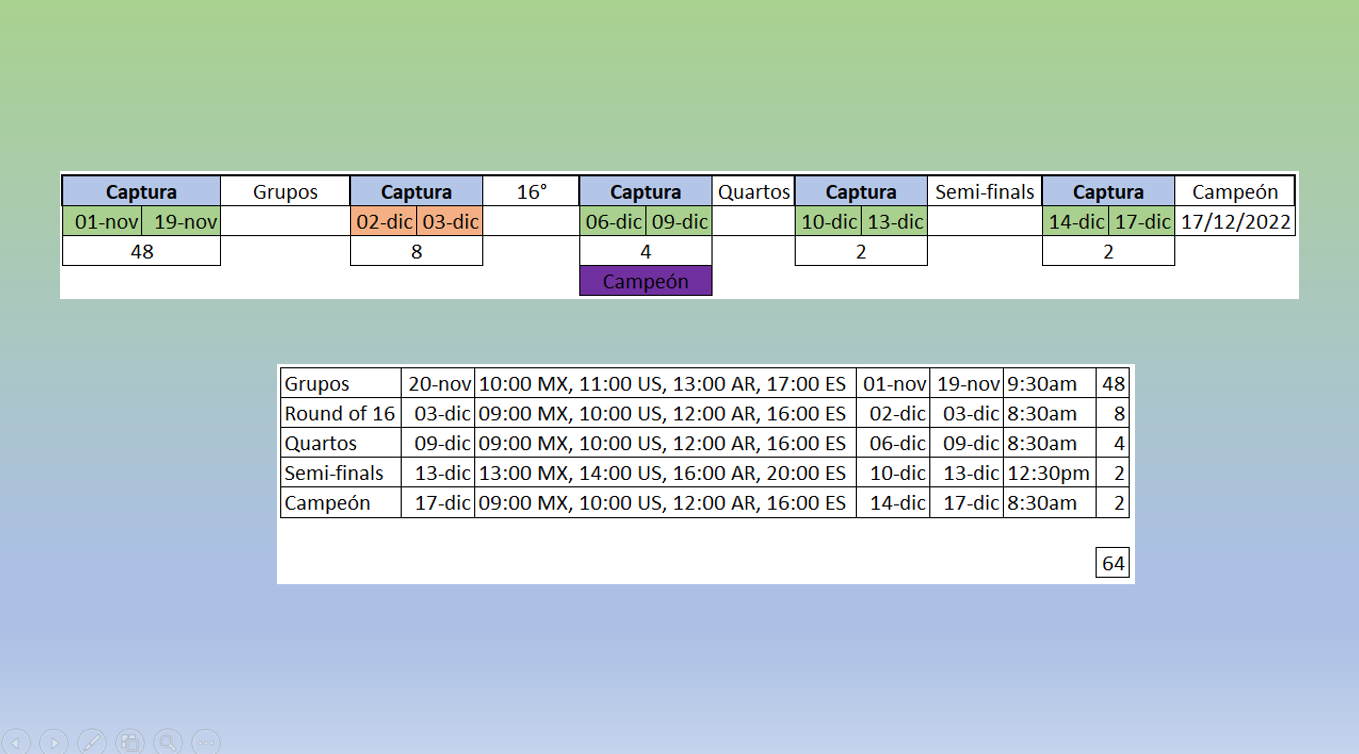 Captura Grupos Captura 16° Captura Quartos Captura Semi-finals Captura Campeón
01-nov 19-nov 02-dic 03-dic 06-dic 09-dic 10-dic 13-dic 14-dic 17-dic 17/12/2022
48 8 4 2 2
Campeón
Grupos 20-nov 10:00 MX, 11:00 US, 13:00 AR, 17:00 ES 01-nov 19-nov 9:30am 48
Round of 16 03-dic 09:00 MX, 10:00 US, 12:00 AR, 16:00 ES 02-dic 03-dic 8:30am 8
Quartos 09-dic 09:00 MX, 10:00 US, 12:00 AR, 16:00 ES 06-dic 09-dic 8:30am 4
Semi-finals 13-dic 13:00 MX, 14:00 US, 16:00 AR, 20:00 ES 10-dic 13-dic 12:30pm 2
Campeón 17-dic 09:00 MX, 10:00 US, 12:00 AR, 16:00 ES 14-dic 17-dic 8:30am 2
64